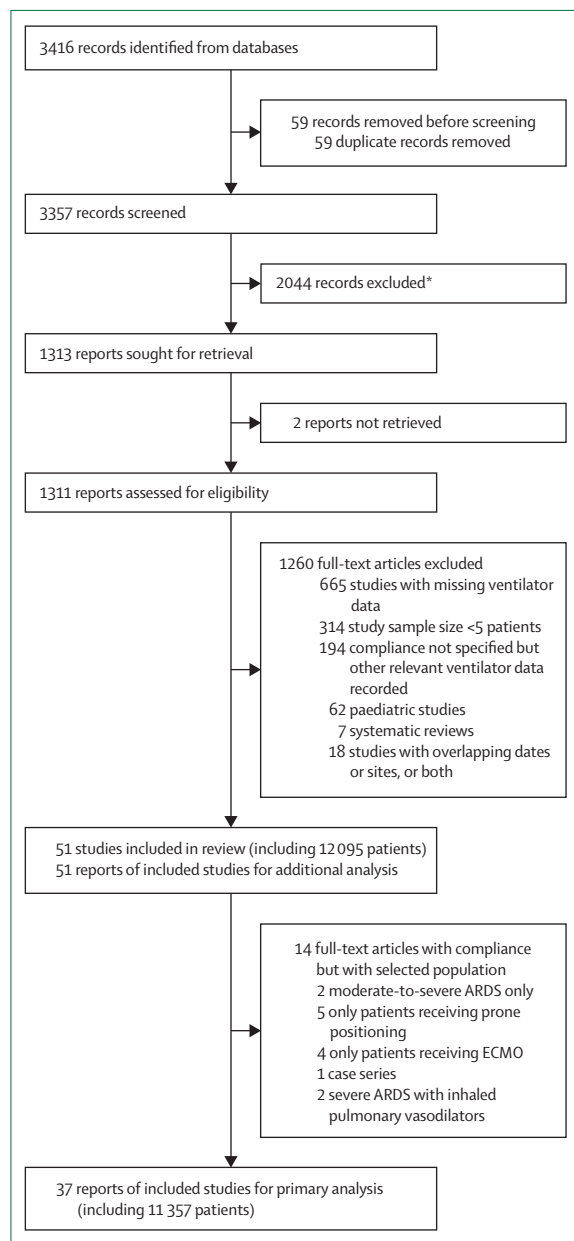 3416 records identified from databases
59 records removed before screening
59 duplicate records removed
3357 records screened
2044 records excluded*
1313 reports sought for retrieval
2 reports not retrieved
1311 reports assessed for eligibility
1260 full-text articles excluded
665 studies with missing ventilator
data
314 study sample size <5 patients
194 compliance not specified but
other relevant ventilator data
recorded
62 paediatric studies
7 systematic reviews
18 studies with overlapping dates
or sites, or both
51 studies included in review (including 12 095 patients)
51 reports of included studies for additional analysis
14 full-text articles with compliance
but with selected population
2 moderate-to-severe ARDS only
5 only patients receiving prone
positioning
4 only patients receiving ECMO
1 case series
2 severe ARDS with inhaled
pulmonary vasodilators
37 reports of included studies for primary analysis
(including 11 357 patients)